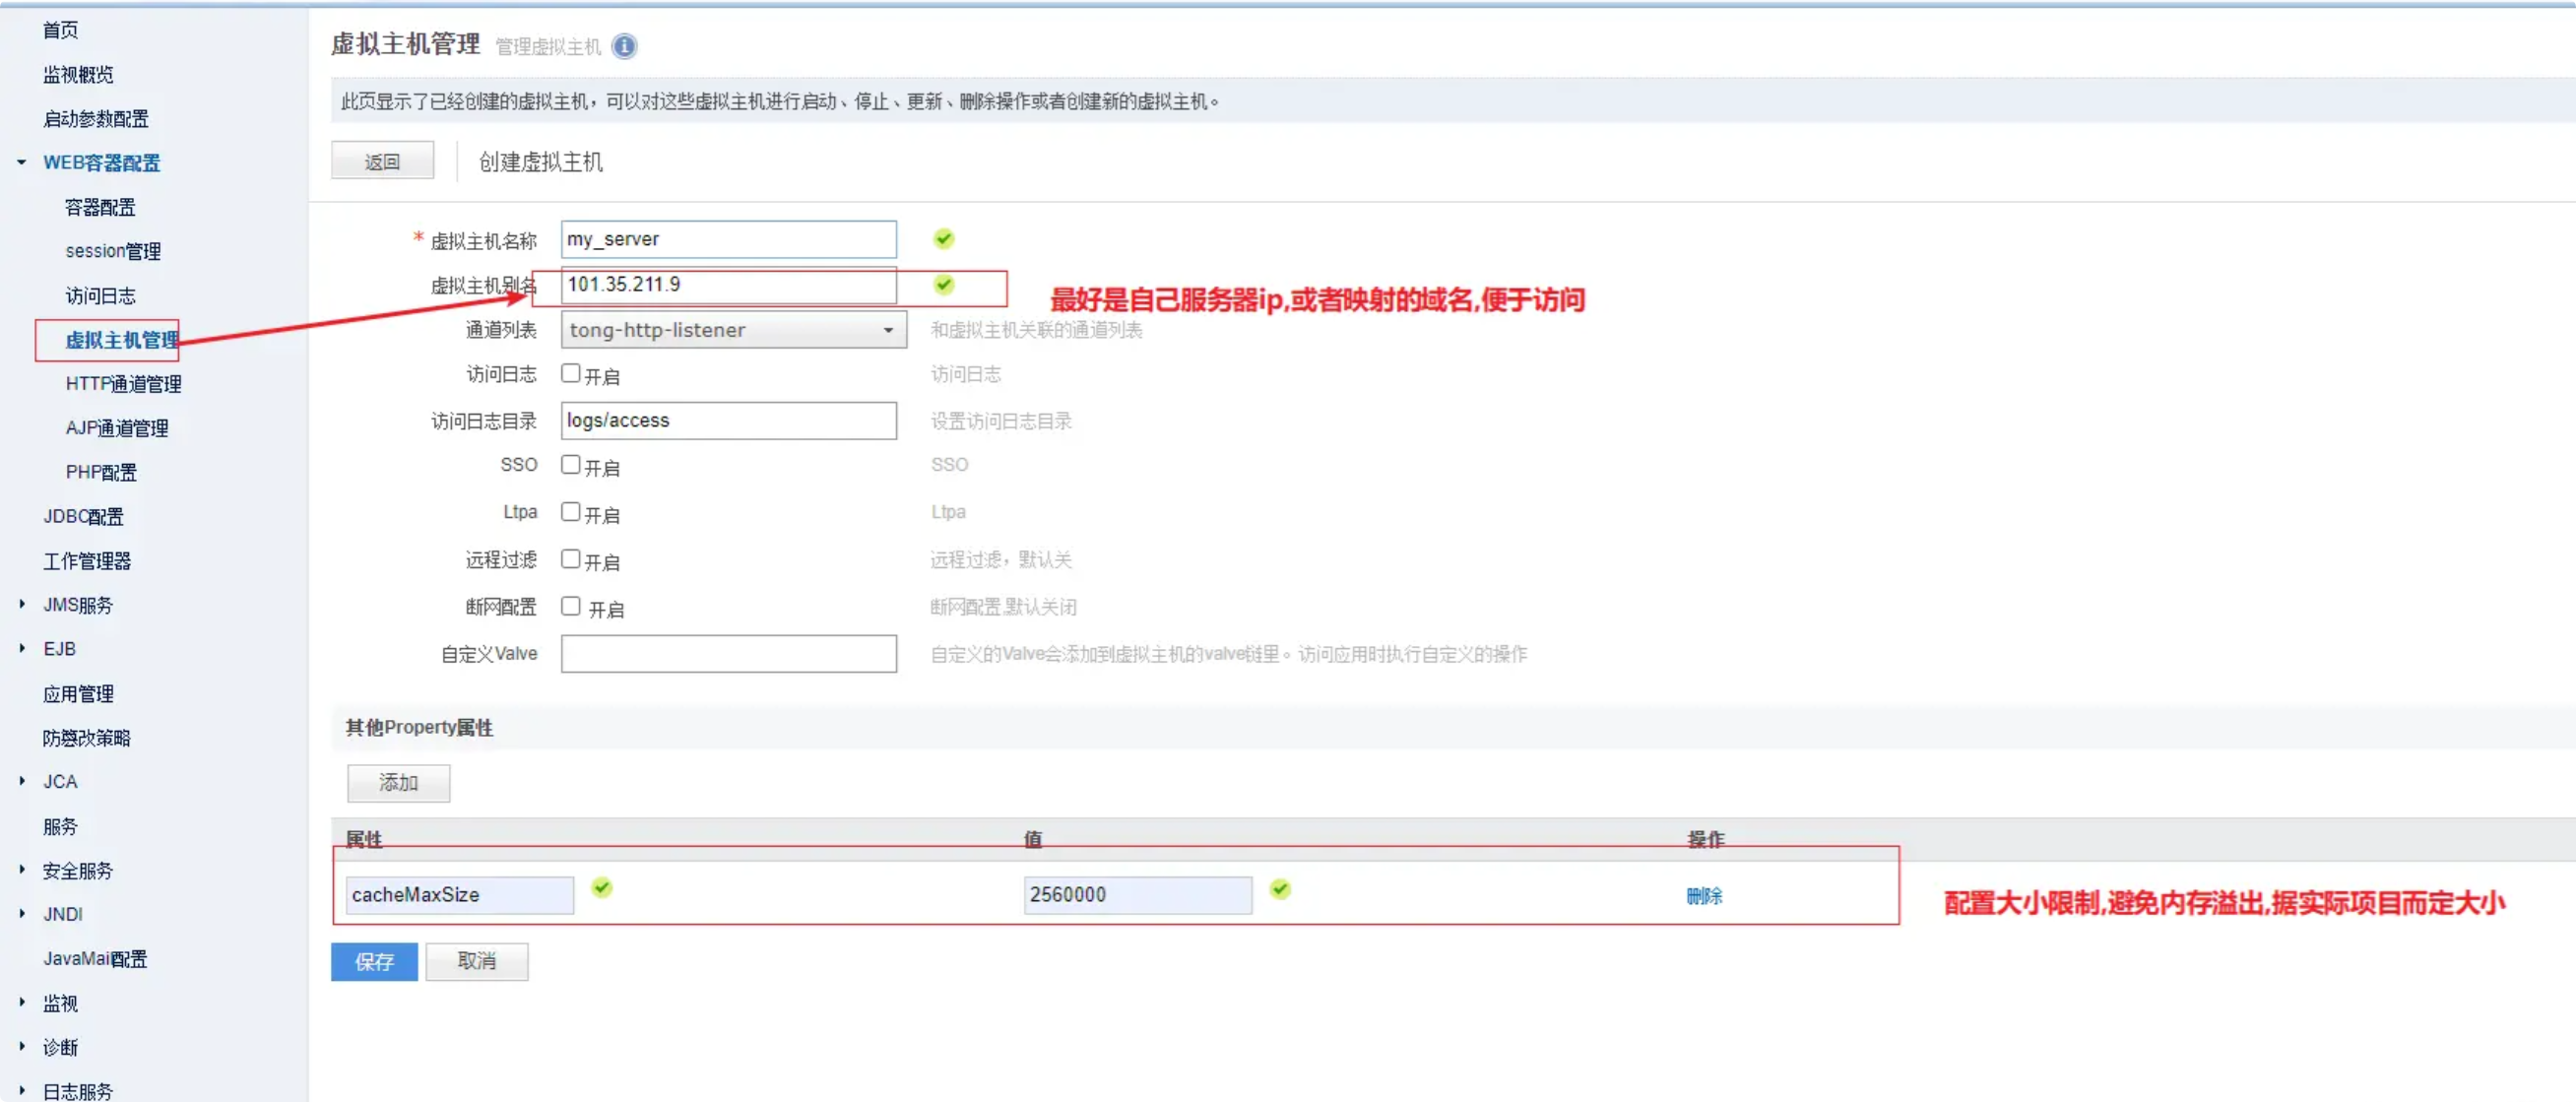 首页
监视概览
启动参数配置
WEB容器配置
容器配置
session管理
访问日志
虚拟主机管理
HTTP通道管理
AJP通道管理
PHP配置
JDBC配置
工作管理器
JMS服务
EJB
应用管理
防篡改策略
JCA
服务
安全服务
JNDI
JavaMail配置
监视
诊断
日志服务
虚拟主机管理 管理虚拟主机
此页显示了已经创建的虚拟主机，可以对这些虚拟主机进行启动、停止、更新、删除操作或者创建新的虚拟主机。
返回 创建虚拟主机
* 虚拟主机名称 my_server
虚拟主机别名 101.35.211.9
最好是自己服务器ip,或者映射的域名,便于访问
通道列表 tong-http-listener 和虚拟主机关联的通道列表
访问日志 开启 访问日志
访问日志目录 logs/access 设置访问日志目录
SSO 开启 SSO
Ltpa 开启 Ltpa
远程过滤 开启 远程过滤，默认关
断网配置 开启 断网配置,默认关闭
自定义Valve 自定义的Valve会添加到虚拟主机的valve链里。访问应用时执行自定义的操作
其他Property属性
添加
属性 值 操作
cacheMaxSize 2560000 删除
配置大小限制,避免内存溢出,据实际项目而定大小
保存 取消